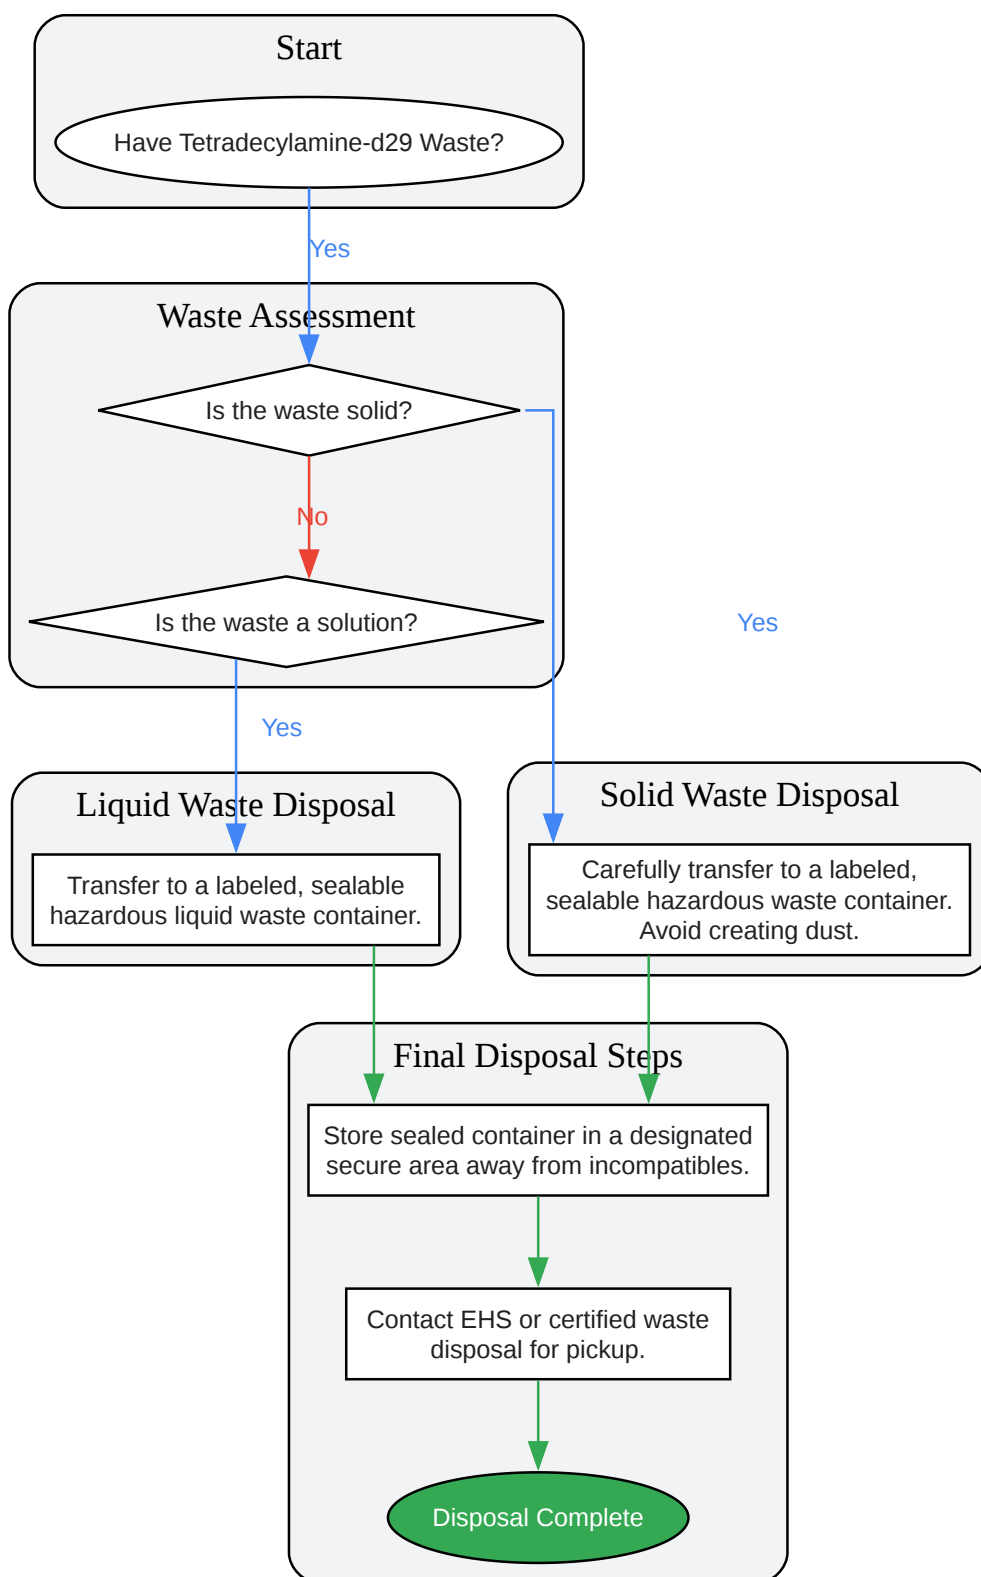 Start
Have Tetradecylamine-d29 Waste?
Yes
Waste Assessment
Is the waste solid?
No
Is the waste a solution?
Yes
Yes
Liquid Waste Disposal
Transfer to a labeled, sealable
hazardous liquid waste container.
Solid Waste Disposal
Carefully transfer to a labeled,
sealable hazardous waste container.
Avoid creating dust.
Final Disposal Steps
Store sealed container in a designated
secure area away from incompatibles.
Contact EHS or certified waste
disposal for pickup.
Disposal Complete